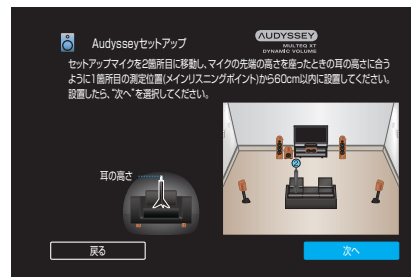 Audysseyセットアップ
AUDYSSEY
MULTEQ XT
DYNAMIC VOLUME
セットアップマイクを2箇所目に移動し、マイクの先端の高さを座ったときの耳の高さに合う
ように1箇所目の測定位置(メインリスニングポイント)から60cm以内に設置してください。
設置したら、"次へ"を選択してください。
②
耳の高さ
戻る
次へ